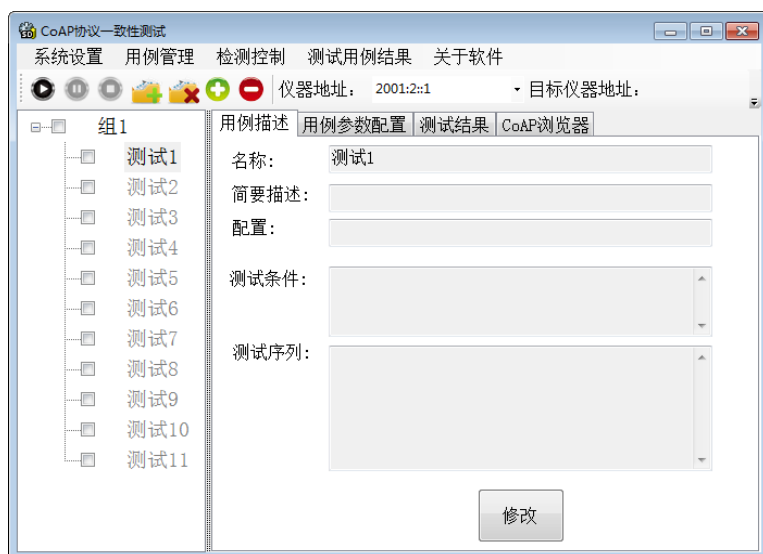 CoAP协议一致性测试
系统设置 用例管理 检测控制 测试用例结果 关于软件
仪器地址： 2001:2::1 目标仪器地址：
组1
测试1
测试2
测试3
测试4
测试5
测试6
测试7
测试8
测试9
测试10
测试11
用例描述 用例参数配置 测试结果 CoAP浏览器
名称： 测试1
简要描述：
配置：
测试条件：
测试序列：
修改